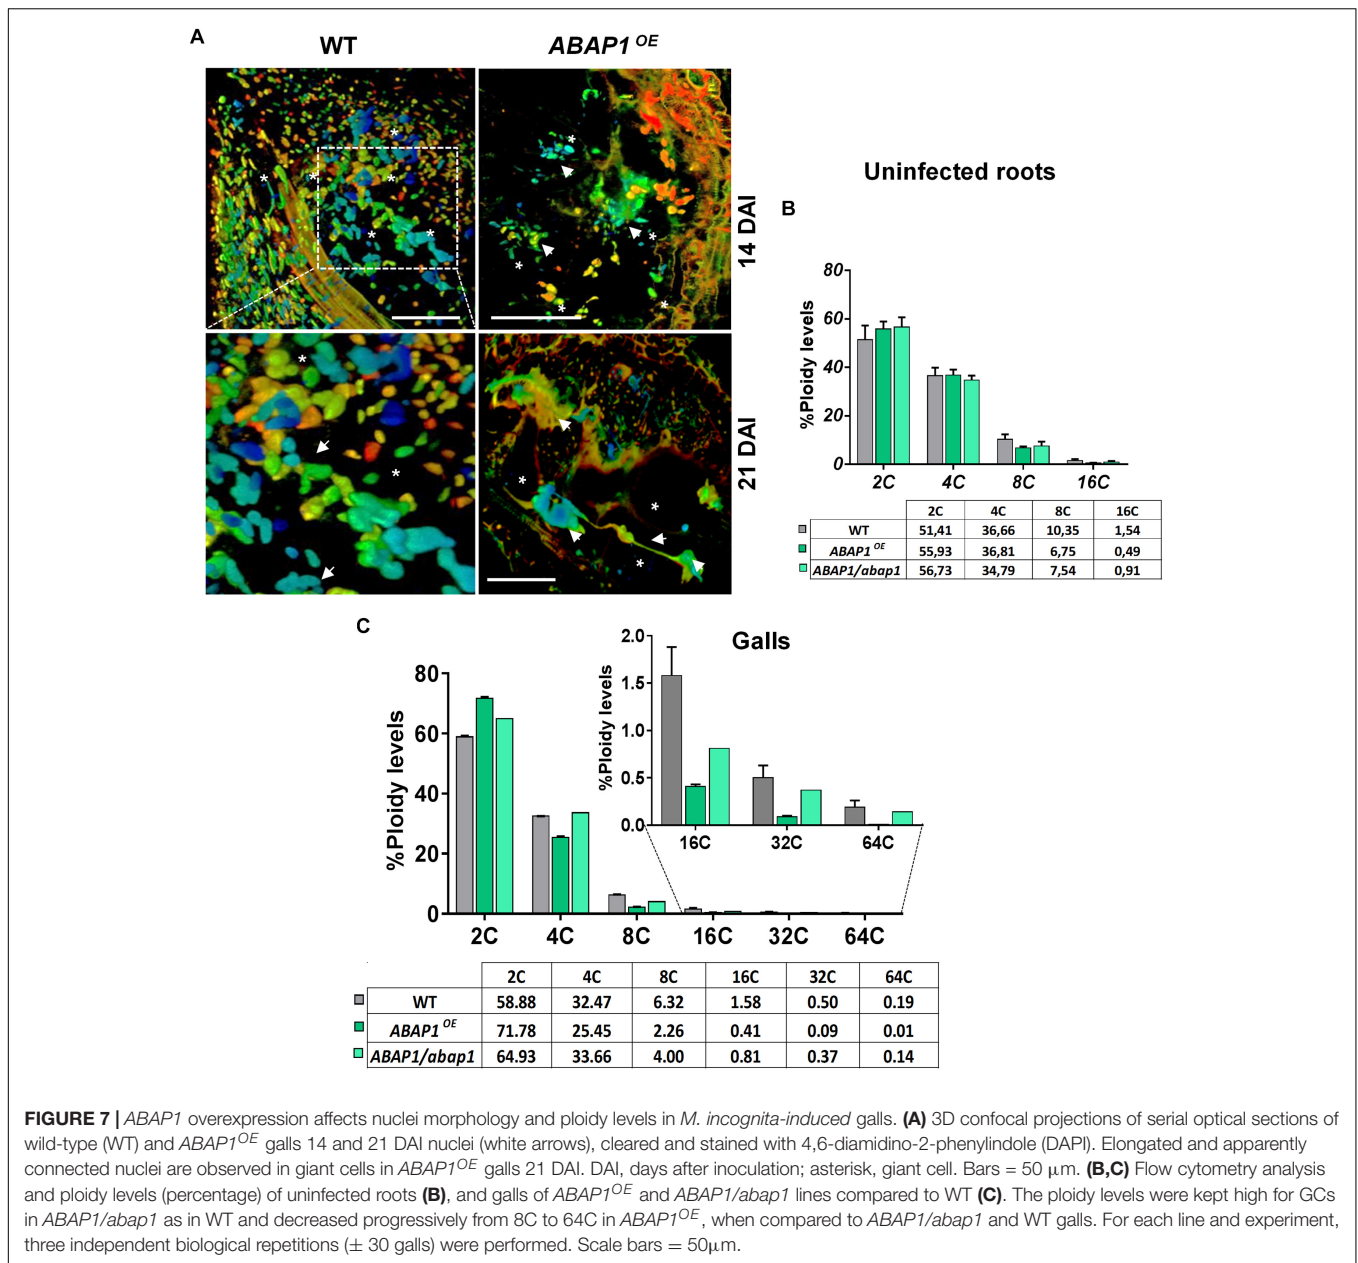 A
WT
ABAP1 OE
14 DAI
21 DAI
Uninfected roots
B
%Ploidy levels
80
60
40
20
0
2C 4C 8C 16C
2C 4C 8C 16C
WT 51,41 36,66 10,35 1,54
ABAP1 OE 55,93 36,81 6,75 0,49
ABAP1/abap1 56,73 34,79 7,54 0,91
C
Galls
%Ploidy levels
80
60
40
20
0
2C 4C 8C 16C 32C 64C
%Ploidy levels
2.0
1.5
1.0
0.5
0.0
16C 32C 64C
2C 4C 8C 16C 32C 64C
WT 58.88 32.47 6.32 1.58 0.50 0.19
ABAP1 OE 71.78 25.45 2.26 0.41 0.09 0.01
ABAP1/abap1 64.93 33.66 4.00 0.81 0.37 0.14
FIGURE 7 | ABAP1 overexpression affects nuclei morphology and ploidy levels in M. incognita-induced galls. (A) 3D confocal projections of serial optical sections of
wild-type (WT) and ABAP1OE galls 14 and 21 DAI nuclei (white arrows), cleared and stained with 4,6-diamidino-2-phenylindole (DAPI). Elongated and apparently
connected nuclei are observed in giant cells in ABAP1OE galls 21 DAI. DAI, days after inoculation; asterisk, giant cell. Bars = 50 μm. (B,C) Flow cytometry analysis
and ploidy levels (percentage) of uninfected roots (B), and galls of ABAP1OE and ABAP1/abap1 lines compared to WT (C). The ploidy levels were kept high for GCs
in ABAP1/abap1 as in WT and decreased progressively from 8C to 64C in ABAP1OE, when compared to ABAP1/abap1 and WT galls. For each line and experiment,
three independent biological repetitions (± 30 galls) were performed. Scale bars = 50μm.